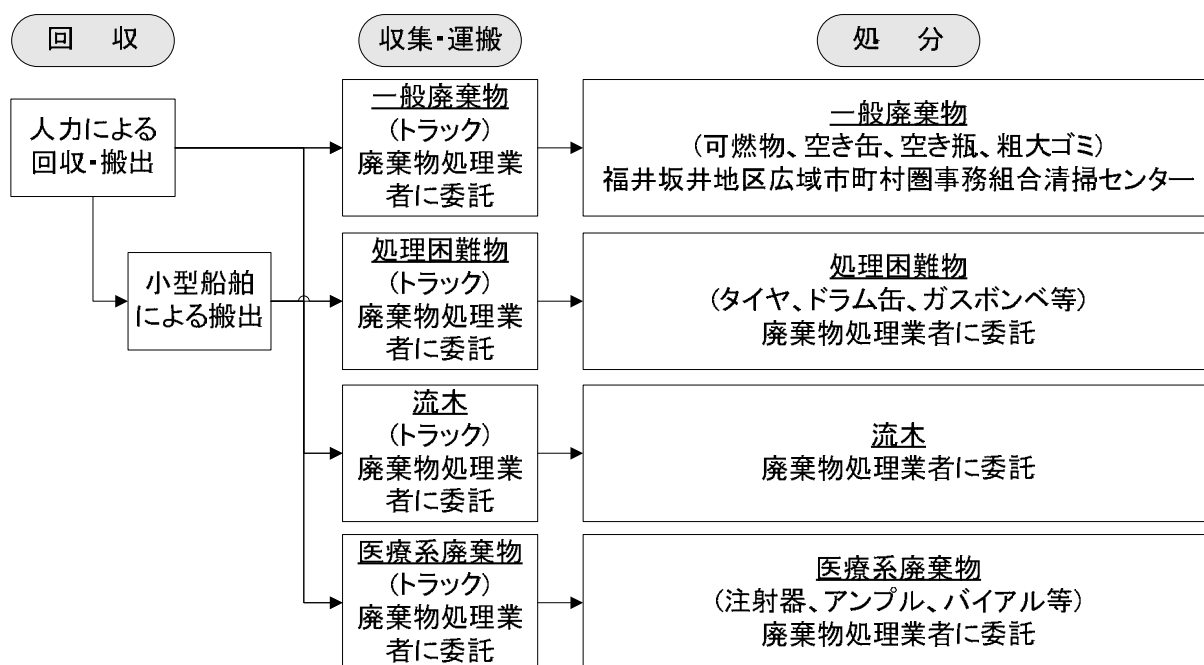 回 収
収集・運搬
処 分
人力による
回収・搬出
小型船舶
による搬出
一般廃棄物
(トラック)
廃棄物処理業
者に委託
一般廃棄物
(可燃物、空き缶、空き瓶、粗大ゴミ)
福井坂井地区広域市町村圏事務組合清掃センター
処理困難物
(トラック)
廃棄物処理業
者に委託
処理困難物
(タイヤ、ドラム缶、ガスボンベ等)
廃棄物処理業者に委託
流木
(トラック)
廃棄物処理業
者に委託
流木
廃棄物処理業者に委託
医療系廃棄物
(トラック)
廃棄物処理業
者に委託
医療系廃棄物
(注射器、アンプル、バイアル等)
廃棄物処理業者に委託